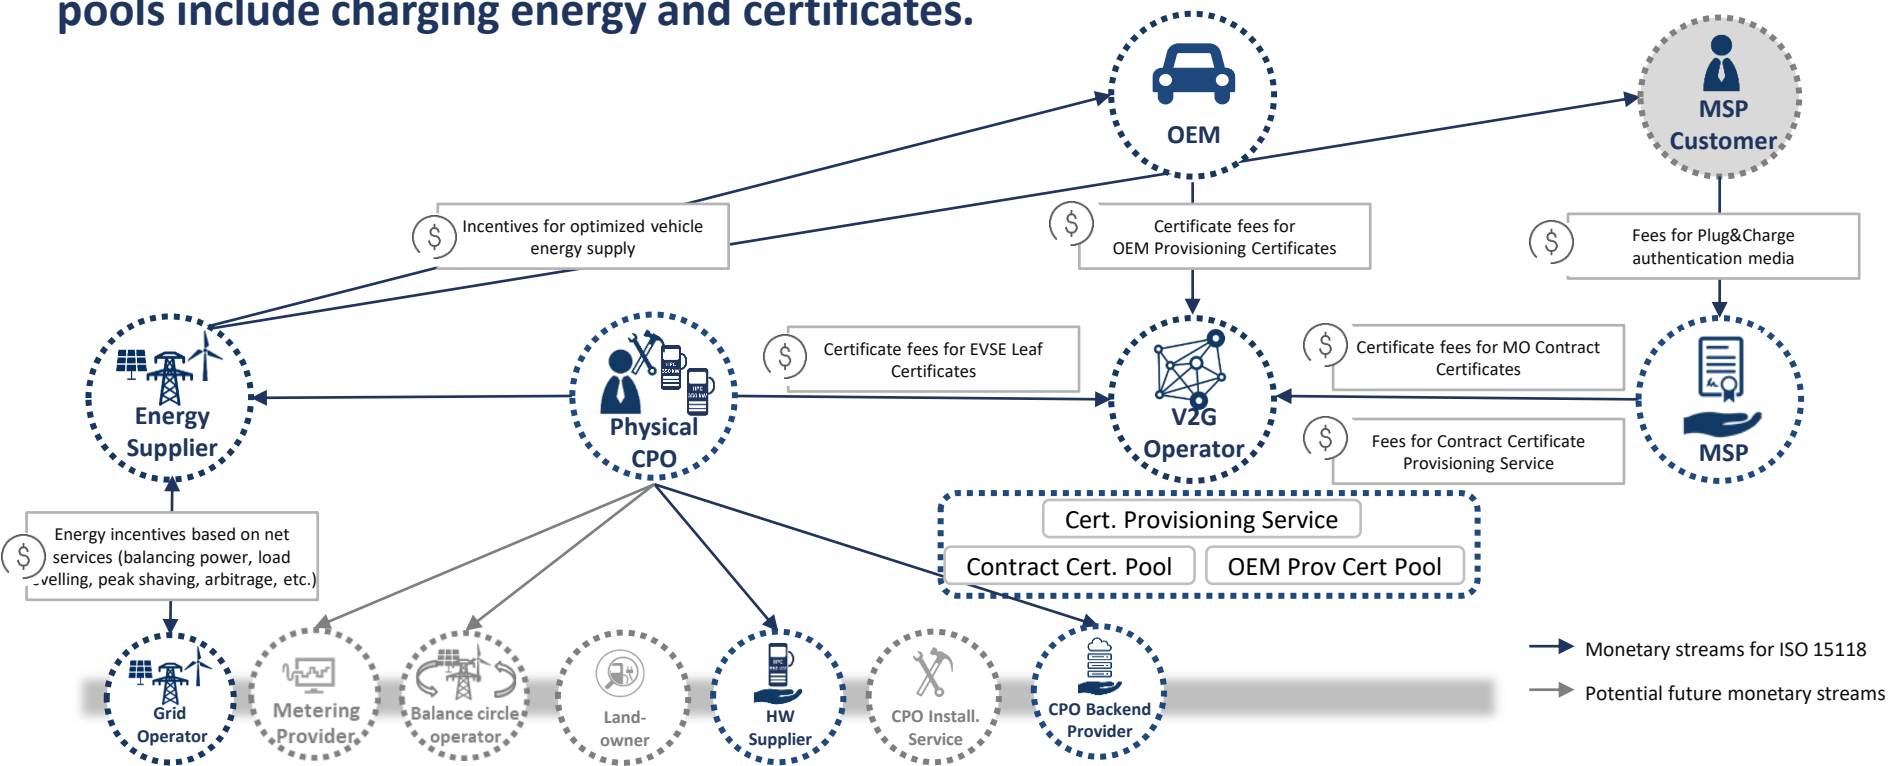 pools include charging energy and certificates.
OEM
MSP
Customer
Incentives for optimized vehicle
energy supply
Certificate fees for
OEM Provisioning Certificates
Fees for Plug&Charge
authentication media
Energy
Supplier
Physical
CPO
Certificate fees for EVSE Leaf
Certificates
V2G
Operator
Certificate fees for MO Contract
Certificates
Fees for Contract Certificate
Provisioning Service
MSP
Energy incentives based on net
services (balancing power, load
evelling, peak shaving, arbitrage, etc.)
Cert. Provisioning Service
Contract Cert. Pool
OEM Prov Cert Pool
Grid
Operator
Metering
Provider
Balance circle
operator
Land-
owner
HW
Supplier
CPO Install.
Service
CPO Backend
Provider
Monetary streams for ISO 15118
Potential future monetary streams